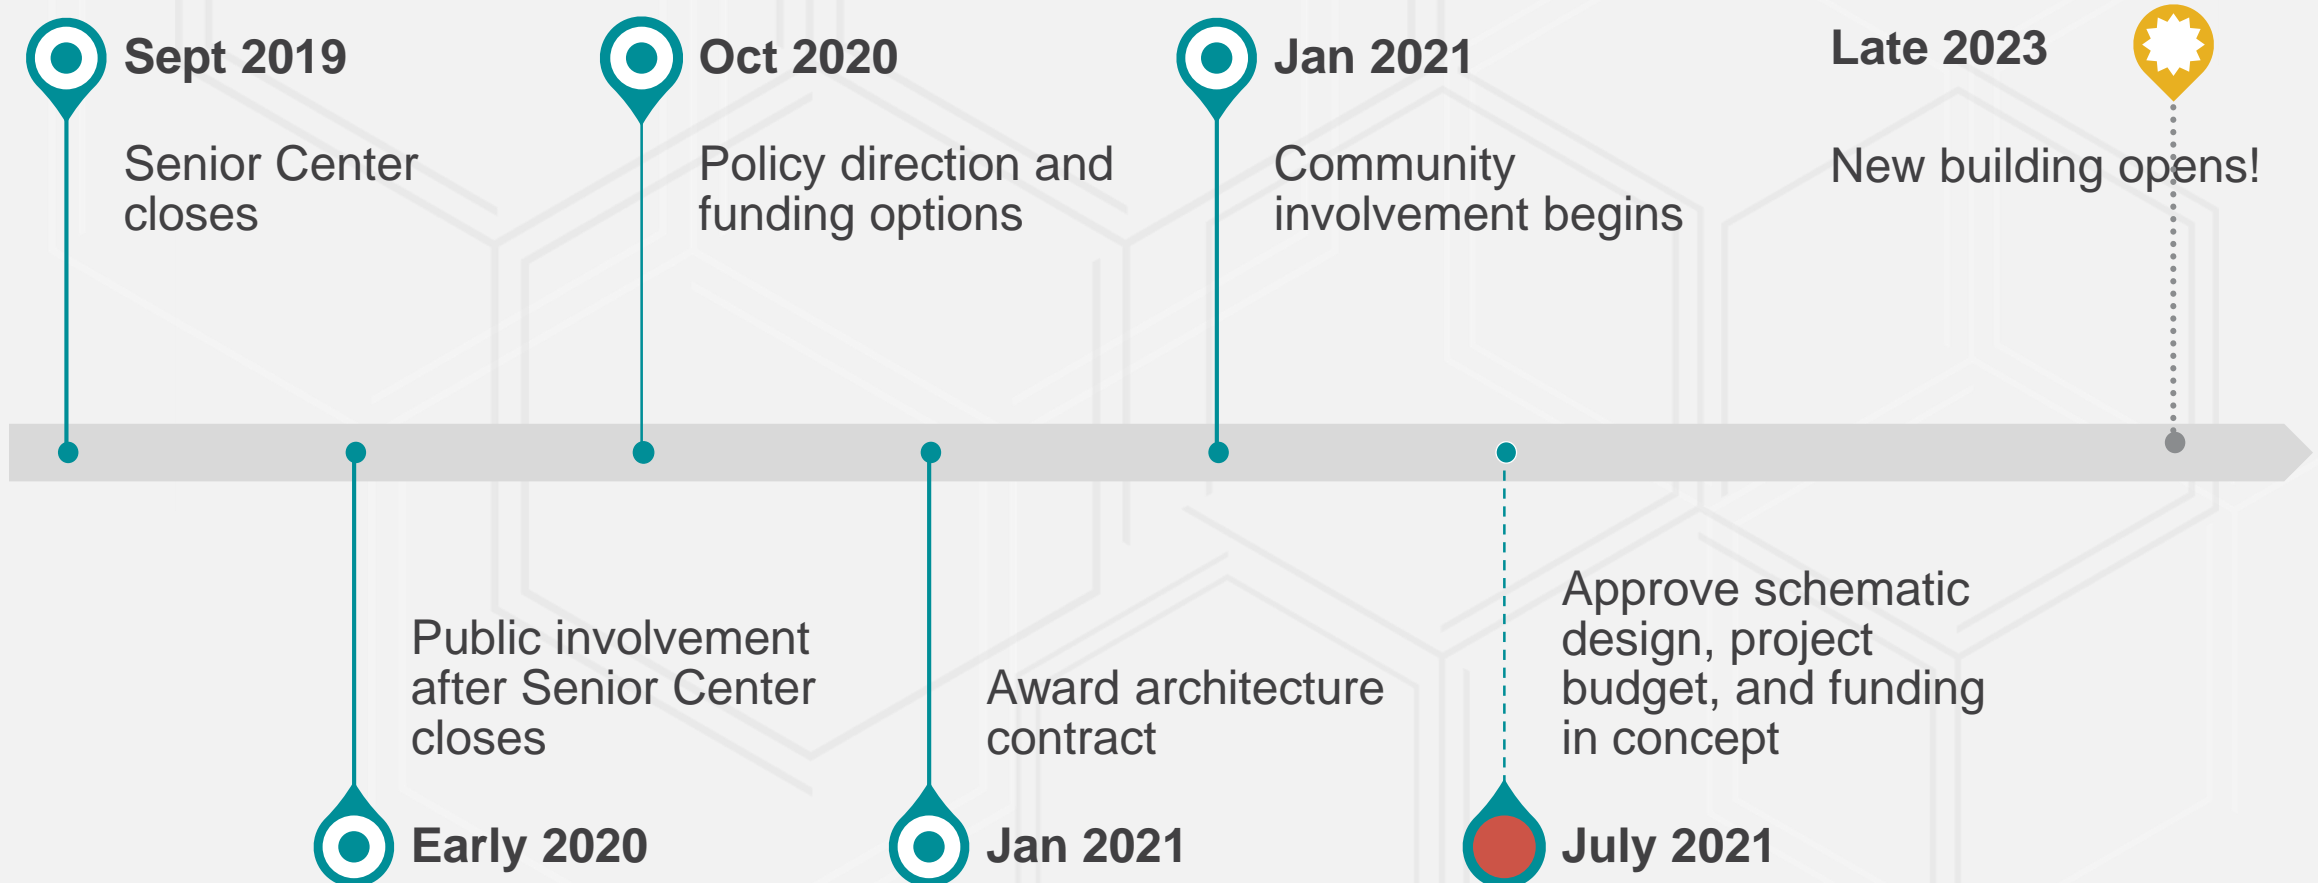 Sept 2019
Senior Center
closes
Early 2020
Public involvement
after Senior Center
closes
Oct 2020
Policy direction and
funding options
Jan 2021
Award architecture
contract
Jan 2021
Community
involvement begins
July 2021
Approve schematic
design, project
budget, and funding
in concept
Late 2023
New building opens!